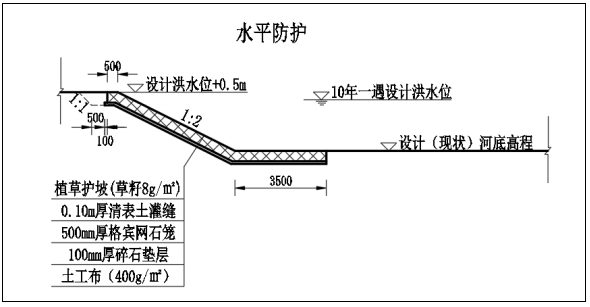 水平防护
500
设计洪水位+0.5m
10年一遇设计洪水位
1:1
1:2
500
100
设计（现状）河底高程
3500
植草护坡(草籽8g/㎡)
0.10m厚清表土灌缝
500mm厚格宾网石笼
100mm厚碎石垫层
土工布（400g/㎡）